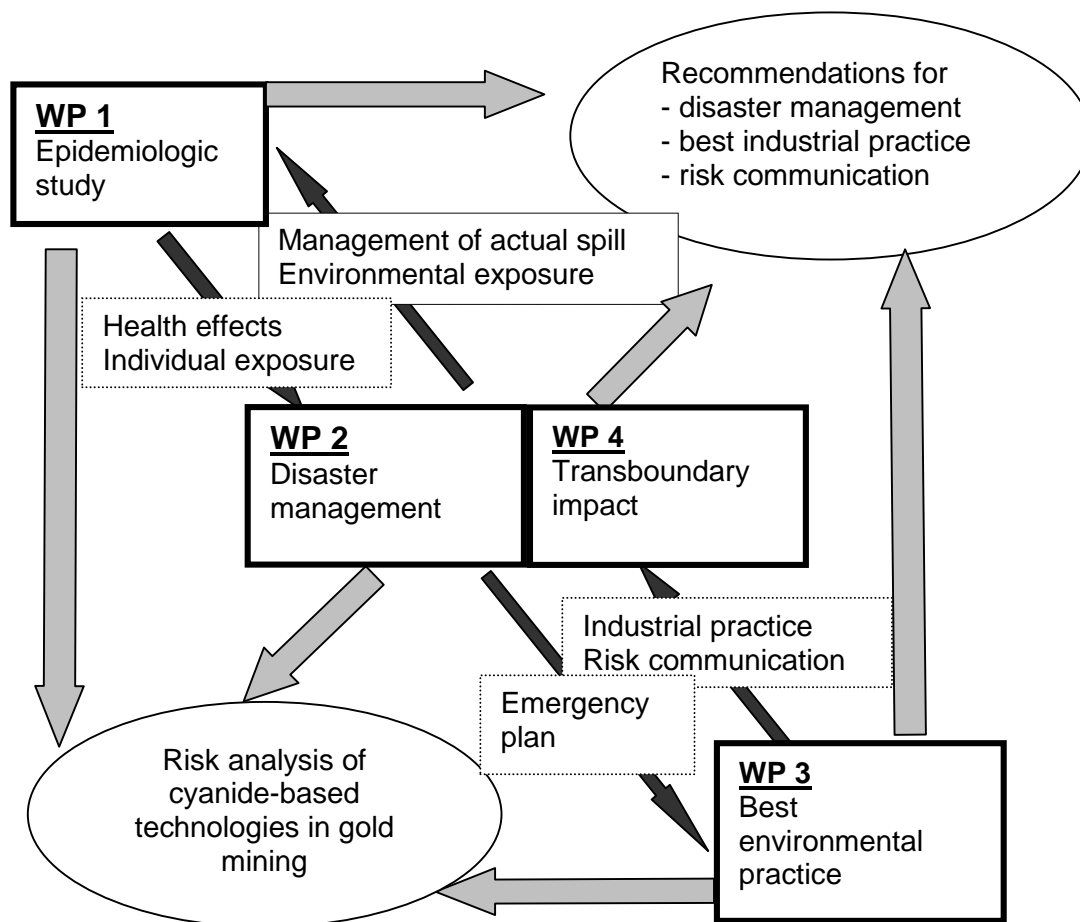 WP 1
Epidemiologic
study
Recommendations for
- disaster management
- best industrial practice
- risk communication
Management of actual spill
Environmental exposure
Health effects
Individual exposure
WP 2
Disaster
management
WP 4
Transboundary
impact
Industrial practice
Risk communication
Emergency
plan
Risk analysis of
cyanide-based
technologies in gold
mining
WP 3
Best
environmental
practice